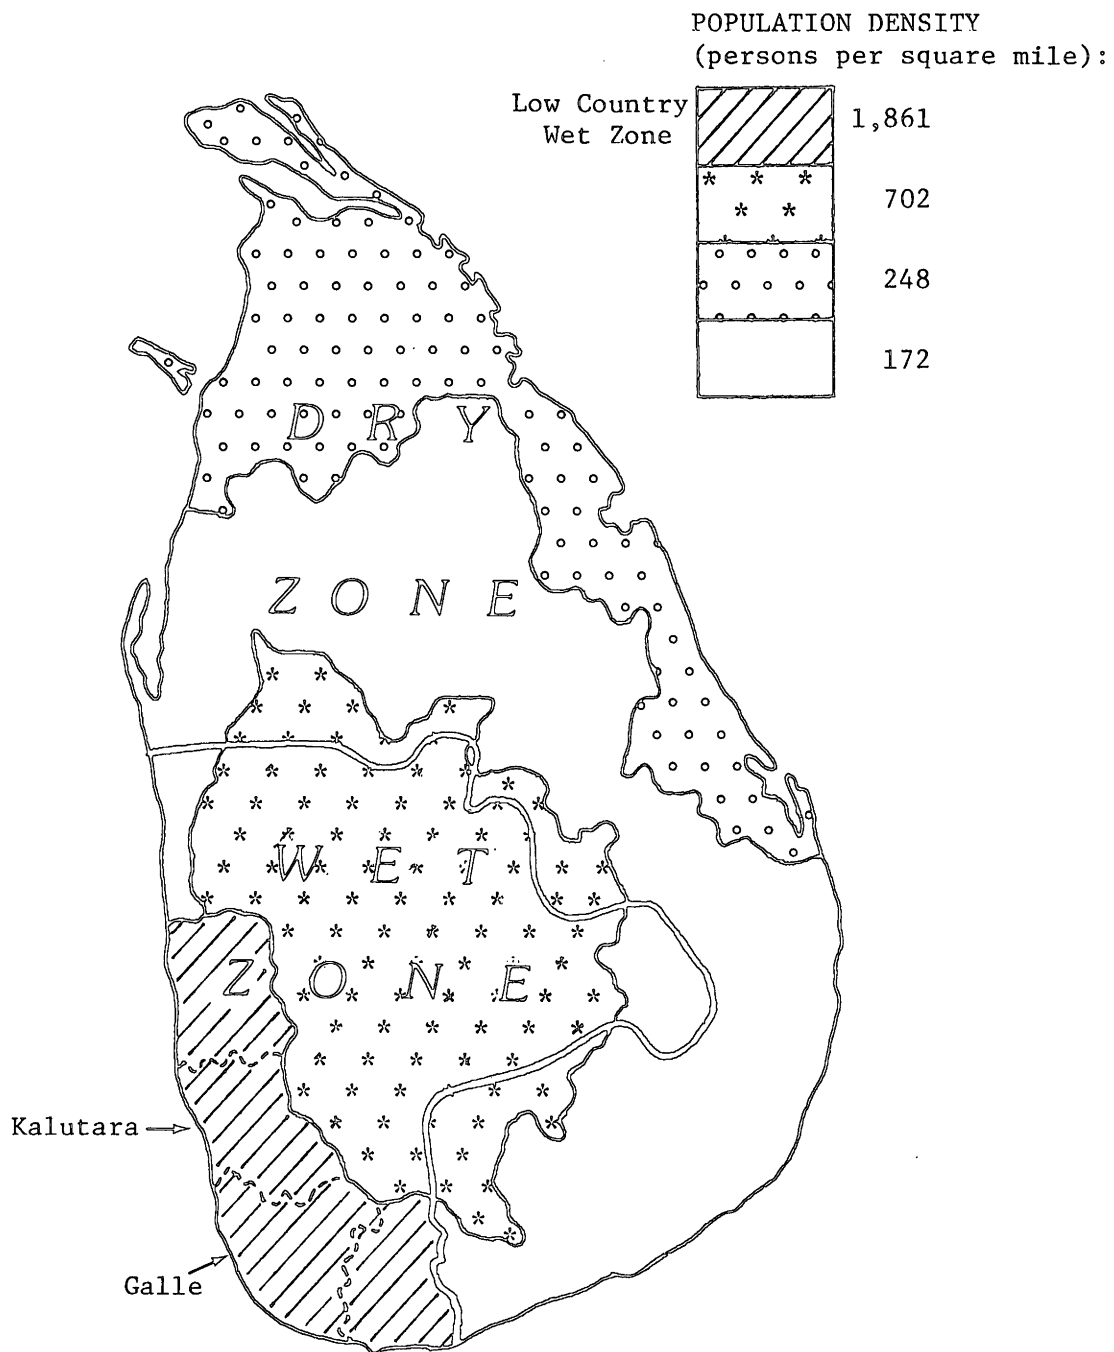 POPULATION DENSITY
(persons per square mile):
Low Country
Wet Zone
1,861
702
248
172
DRY
ZONE
WET
ZONE
Kalutara
Galle